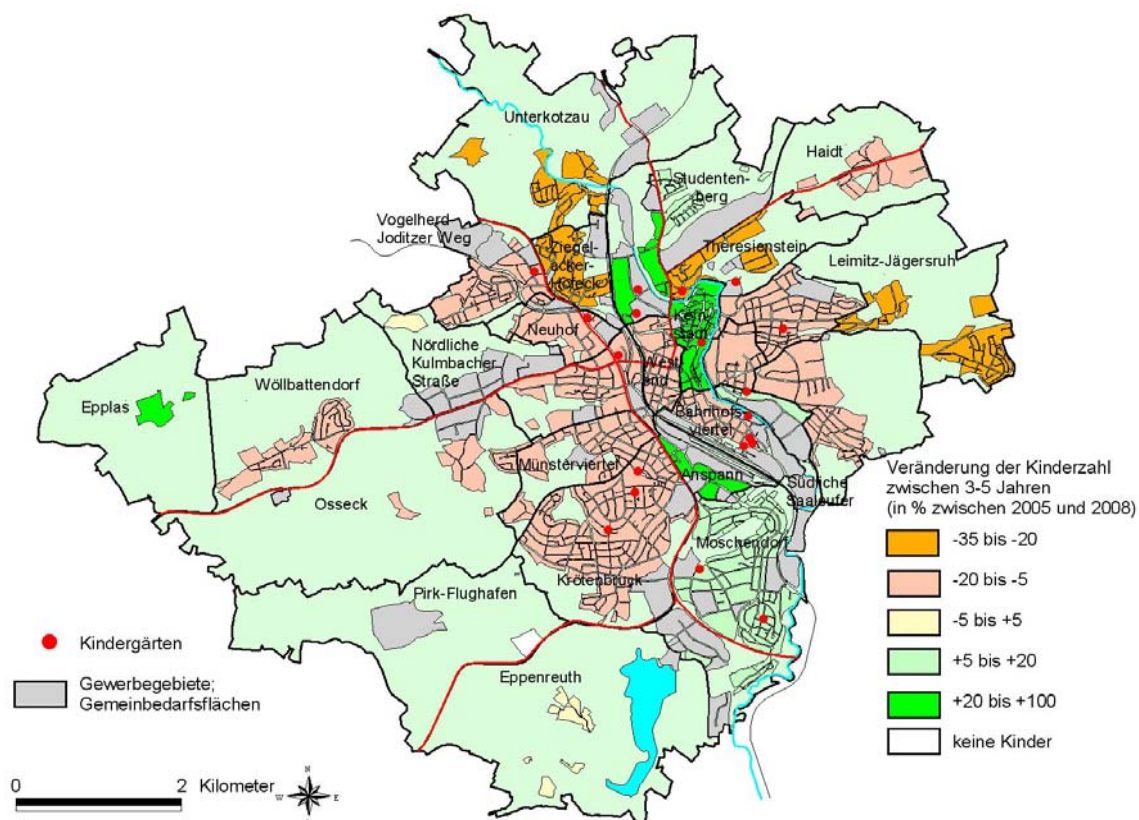 Unterkotzau
Haidt
Studenten-
berg
Vogelherd
Joditzer Weg
Ziegel-
äcker-
Hofeck
Theresienstein
Leimitz-Jägersruh
Kern-
stadt
Neuhof
Nördliche
Kulmbacher
Straße
West-
end
Wöllbattendorf
Epplas
Bahnhofs-
viertel
Münsterviertel
Anspann
Südliche
Saaleufer
Osseck
Moschendorf
Krötenbruck
Pirk-Flughafen
Eppenreuth
Veränderung der Kinderzahl
zwischen 3-5 Jahren
(in % zwischen 2005 und 2008)
-35 bis -20
-20 bis -5
-5 bis +5
+5 bis +20
+20 bis +100
keine Kinder
Kindergärten
Gewerbegebiete;
Gemeinbedarfsflächen
0 2 Kilometer
N
W E
S